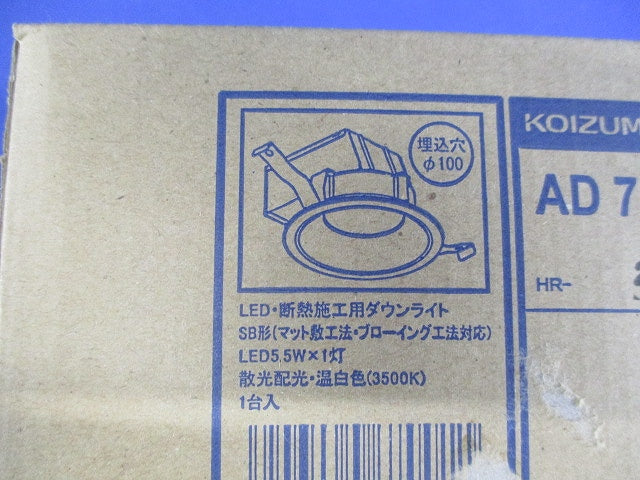 埋込穴
φ100
KOIZUM
AD 7
HR-
LED・断熱施工用ダウンライト
SB形(マット敷工法・ブローイング工法対応)
LED5.5W×1灯
散光配光・温白色(3500K)
1台入